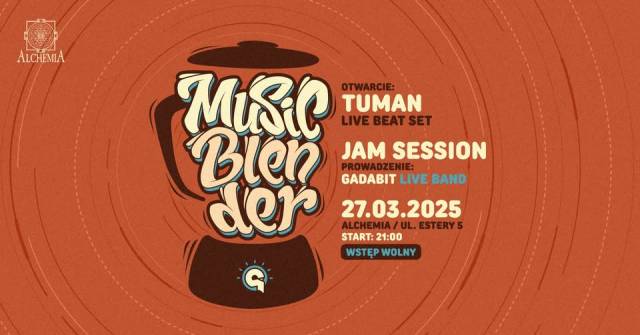 ALCHEMIA
MUSiC
BleN
der
G
OTWARCIE:
TUMAN
LIVE BEAT SET
JAM SESSION
PROWADZENIE:
GADABIT LIVE BAND
27.03.2025
ALCHEMIA / UL. ESTERY 5
START: 21:00
WSTĘP WOLNY